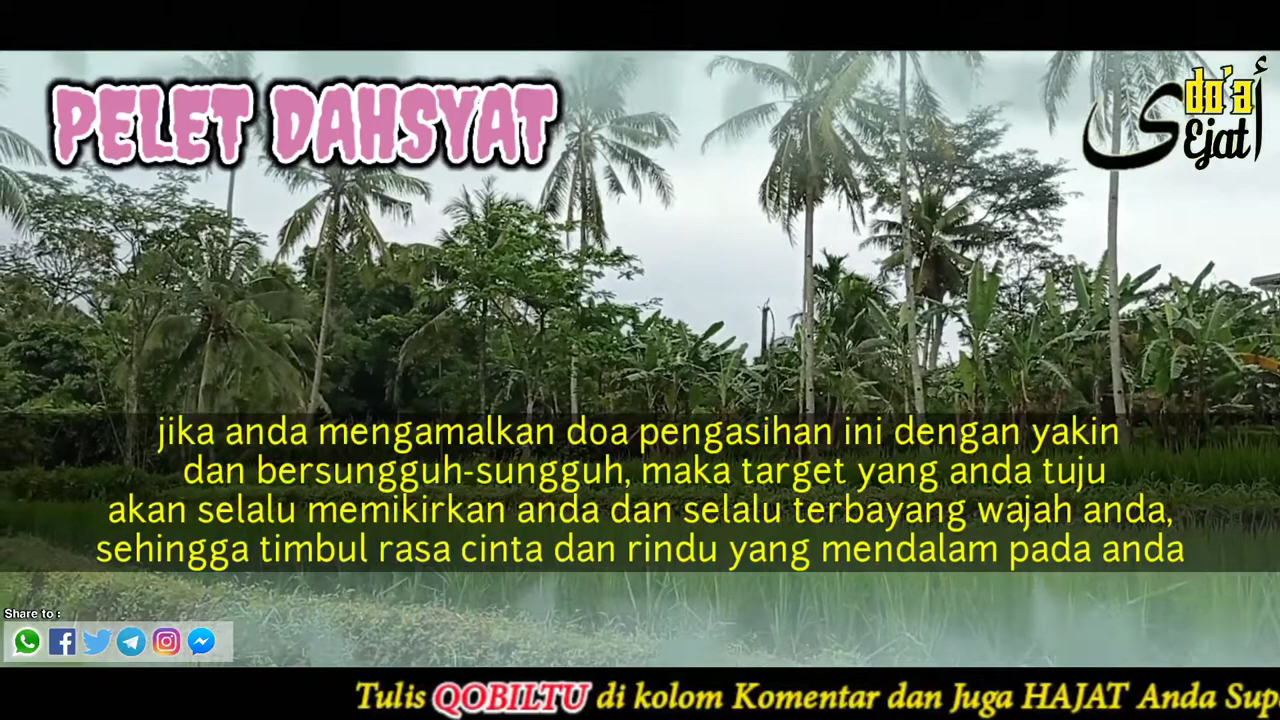 PELET DAHSYAT
أ
do'a
ى
Ejati
jika anda mengamalkan doa pengasihan ini dengan yakin
dan bersungguh-sungguh, maka target yang anda tuju
akan selalu memikirkan anda dan selalu terbayang wajah anda,
sehingga timbul rasa cinta dan rindu yang mendalam pada anda
Share to :
Tulis QOBILTU di kolom Komentar dan Juga HAJAT Anda Sup